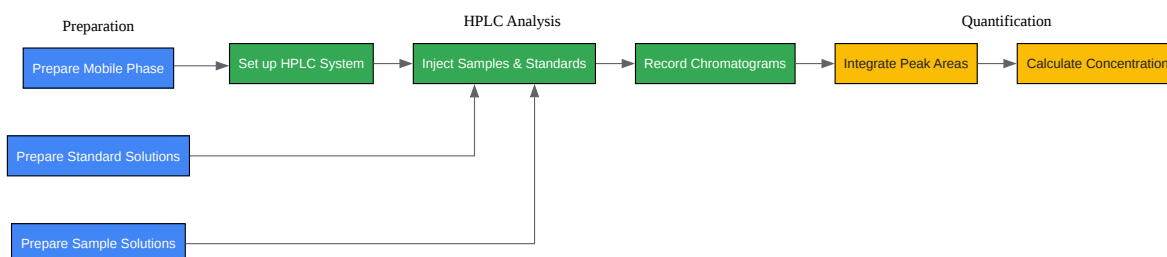 Preparation
HPLC Analysis
Quantification
Prepare Mobile Phase
Set up HPLC System
Inject Samples & Standards
Record Chromatograms
Integrate Peak Areas
Calculate Concentration
Prepare Standard Solutions
Prepare Sample Solutions